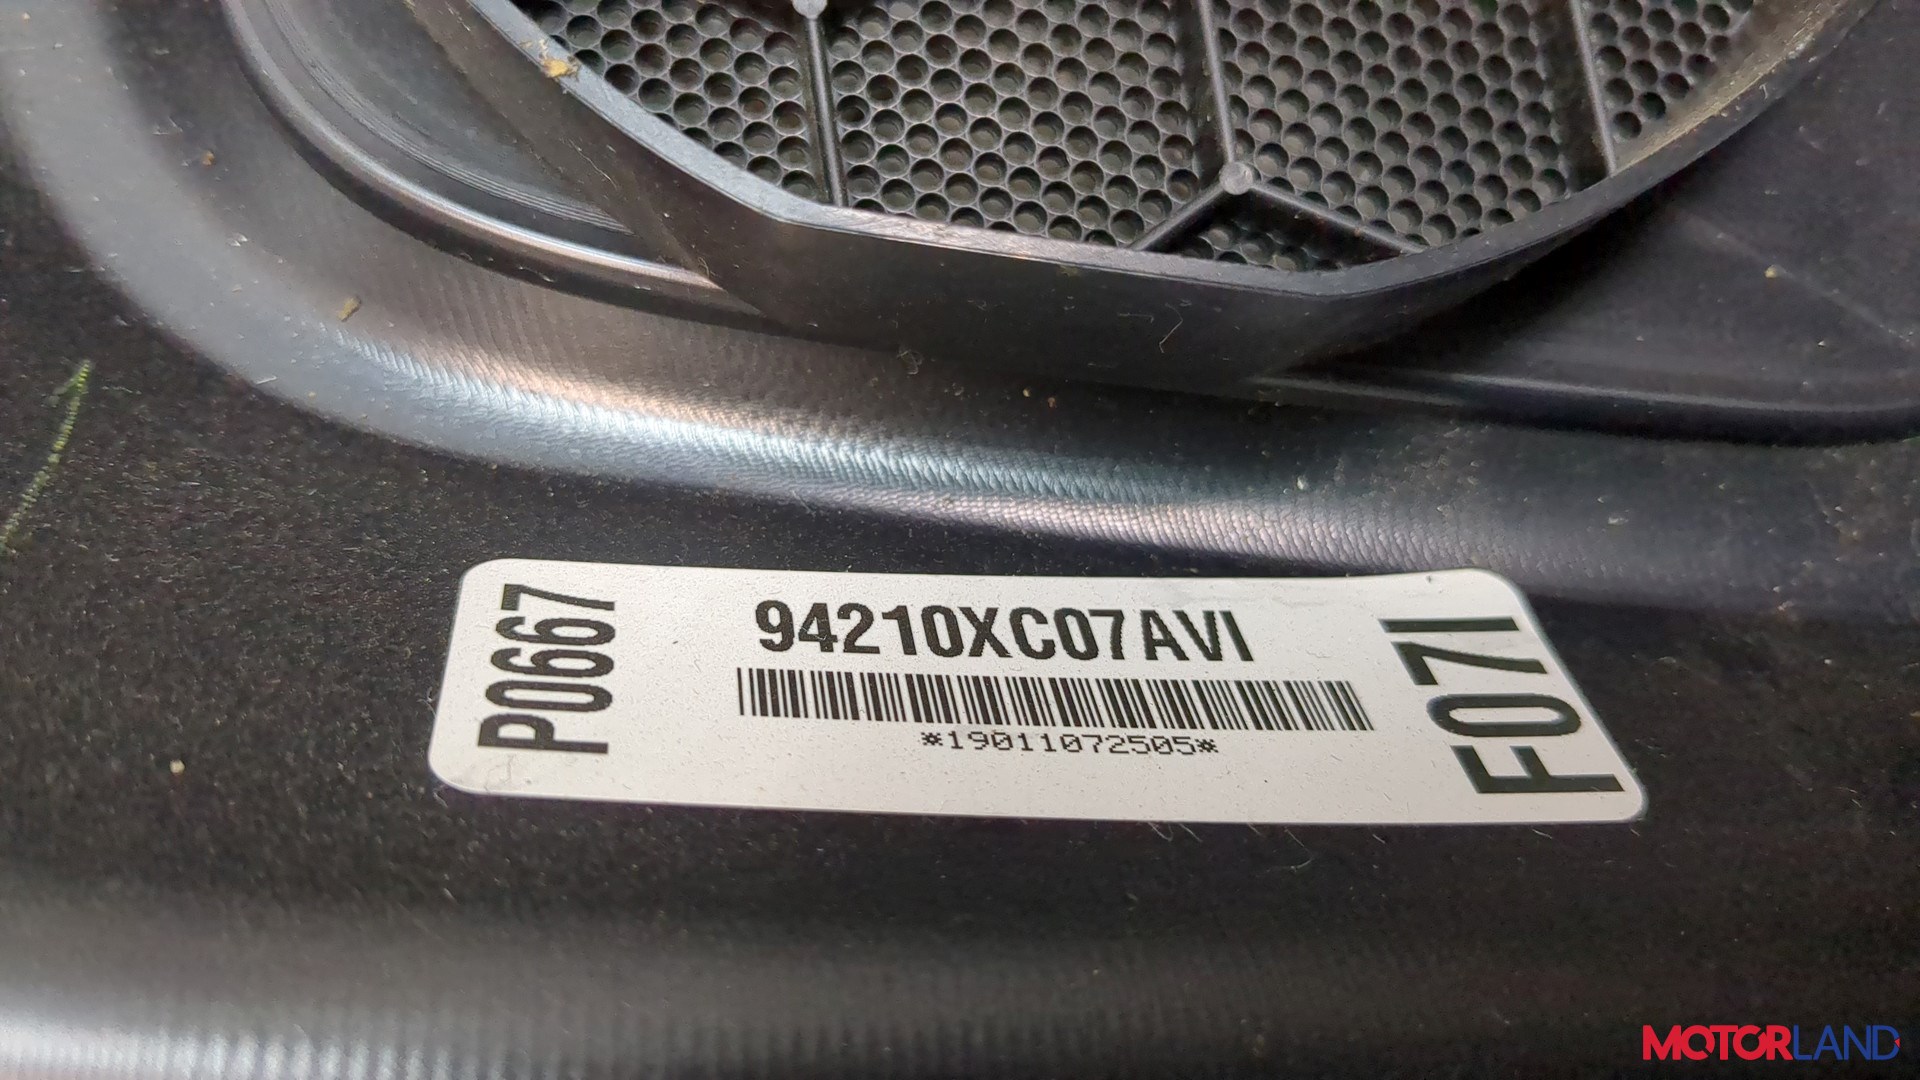 P0667
94210XC07AVI
*19011072505*
F07I
MOTORLAND